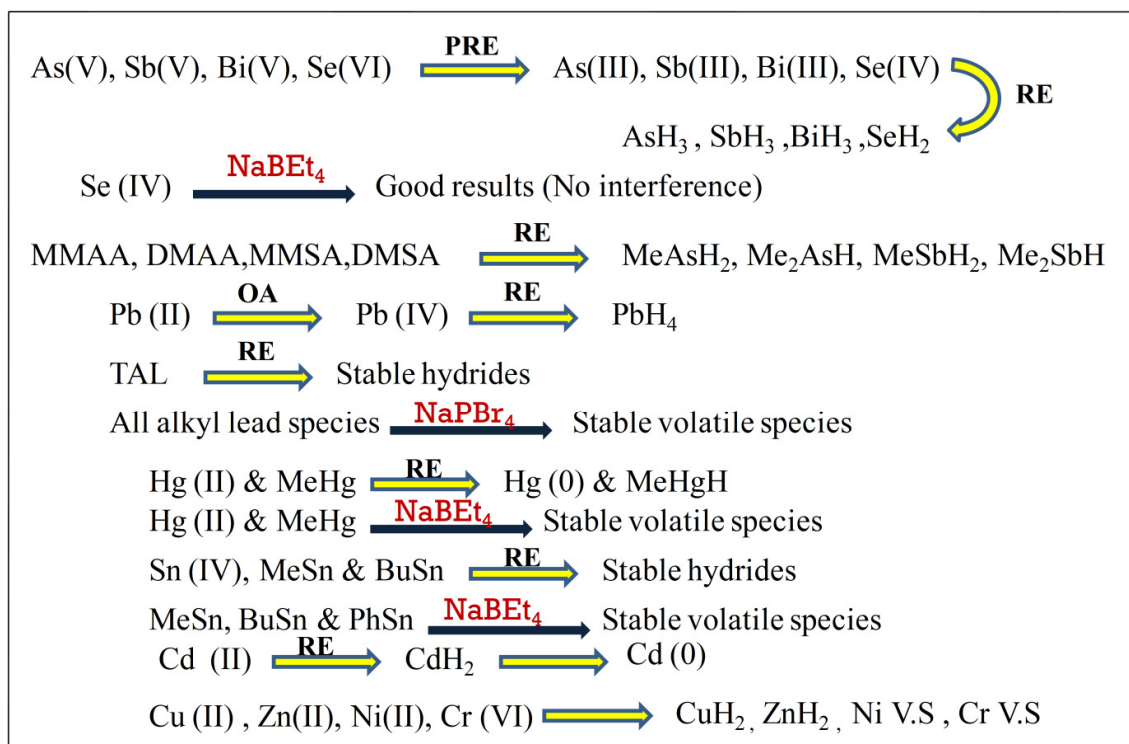 PRE
As(V), Sb(V), Bi(V), Se(VI) As(III), Sb(III), Bi(III), Se(IV)
RE
AsH₃ , SbH₃ ,BiH₃ ,SeH₂
NaBEt₄
Se (IV) Good results (No interference)
RE
MMAA, DMAA,MMSA,DMSA MeAsH₂, Me₂AsH, MeSbH₂, Me₂SbH
OA RE
Pb (II) Pb (IV) PbH₄
RE
TAL Stable hydrides
NaPBr₄
All alkyl lead species Stable volatile species
RE
Hg (II) & MeHg Hg (0) & MeHgH
NaBEt₄
Hg (II) & MeHg Stable volatile species
RE
Sn (IV), MeSn & BuSn Stable hydrides
NaBEt₄
MeSn, BuSn & PhSn Stable volatile species
RE
Cd (II) CdH₂ Cd (0)
Cu (II) , Zn(II), Ni(II), Cr (VI) CuH₂, ZnH₂ , Ni V.S , Cr V.S